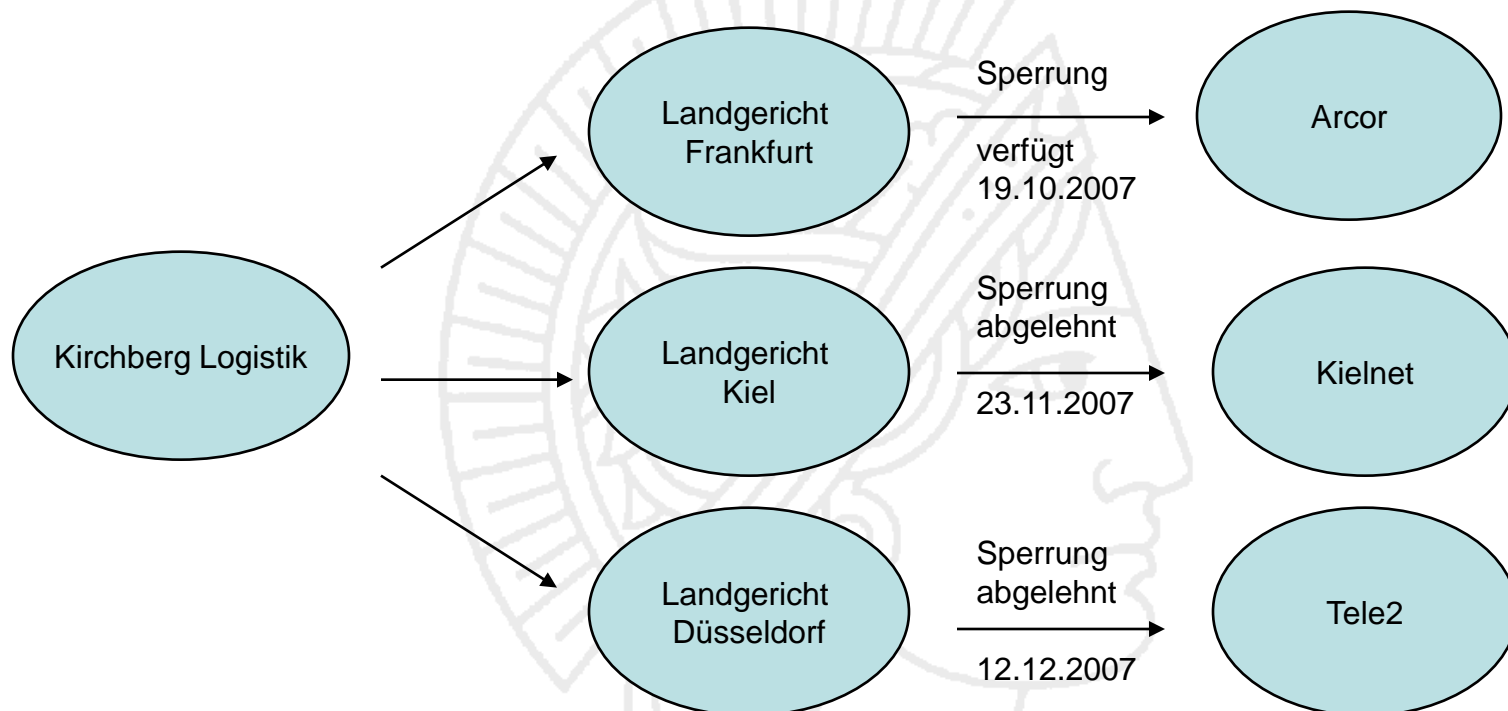 Kirchberg Logistik
Landgericht
Frankfurt
Sperrung
verfügt
19.10.2007
Arcor
Landgericht
Kiel
Sperrung
abgelehnt
23.11.2007
Kielnet
Landgericht
Düsseldorf
Sperrung
abgelehnt
12.12.2007
Tele2